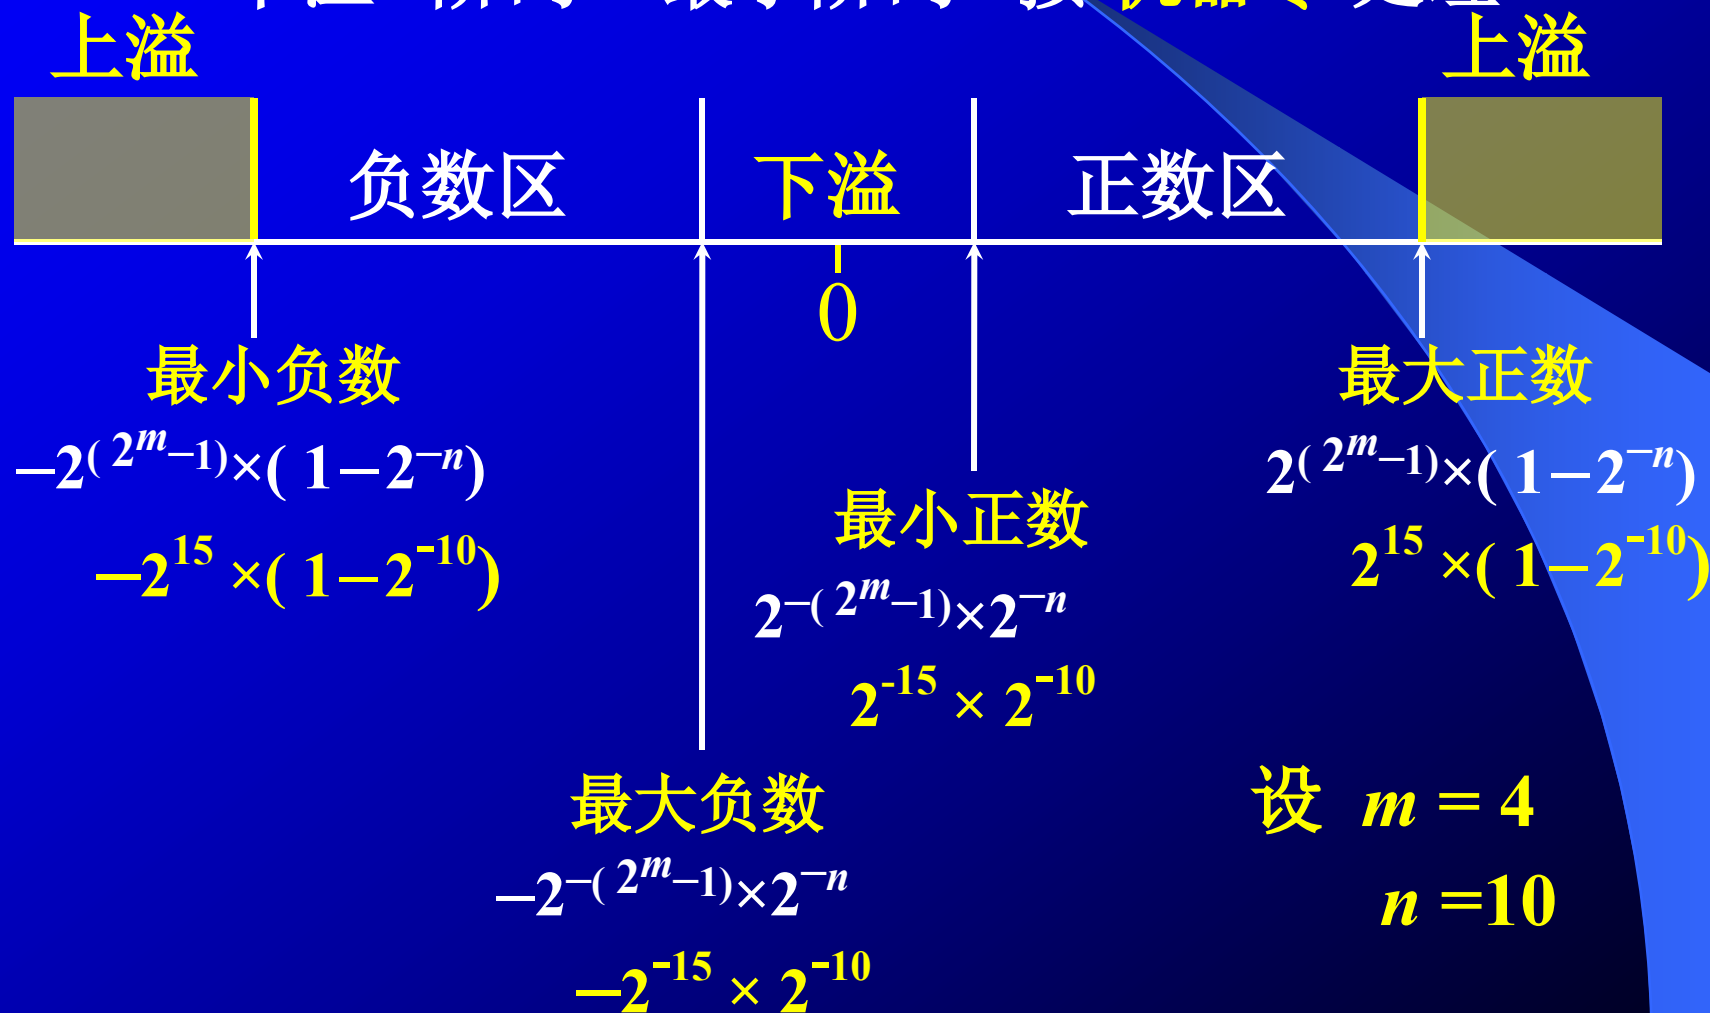 上溢 上溢
负数区 下溢 正数区
0
最小负数 最大正数
–2^( 2^m –1)×( 1–2^–n) 2^( 2^m –1)×( 1–2^–n)
–2^15 ×( 1–2^-10) 2^15 ×( 1–2^-10)
最小正数
2^–( 2^m –1)×2^–n
2^-15 × 2^-10
最大负数
–2^–( 2^m –1)×2^–n
–2^-15 × 2^-10
设 m = 4
n =10